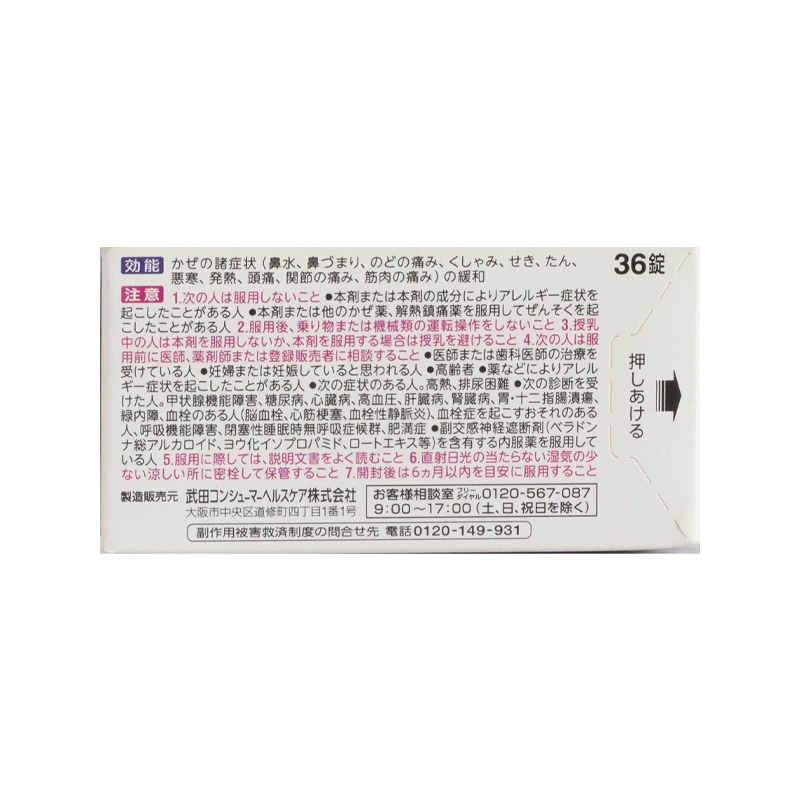 効能 かぜの諸症状(鼻水、鼻づまり、のどの痛み、くしゃみ、せき、たん、
悪寒、発熱、頭痛、関節の痛み、筋肉の痛み)の緩和
36錠
注意 1.次の人は服用しないこと ●本剤または本剤の成分によりアレルギー症状を
起こしたことがある人 ●本剤または他のかぜ薬、解熱鎮痛薬を服用してぜんそくを起
こしたことがある人 2.服用後、乗り物または機械類の運転操作をしないこと 3.授乳
中の人は本剤を服用しないか、本剤を服用する場合は授乳を避けること 4.次の人は服
用前に医師、薬剤師または登録販売者に相談すること ●医師または歯科医師の治療を
受けている人 ●妊婦または妊娠していると思われる人 ●高齢者 ●薬などによりアレル
ギー症状を起こしたことがある人 ●次の症状のある人。高熱、排尿困難 ●次の診断を受
けた人。甲状腺機能障害、糖尿病、心臓病、高血圧、肝臓病、腎臓病、胃・十二指腸潰瘍、
緑内障、血栓のある人(脳血栓、心筋梗塞、血栓性静脈炎)、血栓症を起こすおそれのある
人、呼吸機能障害、閉塞性睡眠時無呼吸症候群、肥満症 ●副交感神経遮断剤(ベラドン
ナ総アルカロイド、ヨウ化イソプロパミド、ロートエキス等)を含有する内服薬を服用して
いる人 5.服用に際しては、説明文書をよく読むこと 6.直射日光の当たらない湿気の少
ない涼しい所に密栓して保管すること 7.開封後は6ヵ月以内を目安に服用すること
押しあける
製造販売元 武田コンシューマーヘルスケア株式会社
大阪市中央区道修町四丁目1番1号
お客様相談室 フリーダイヤル 0120-567-087
9:00～17:00(土、日、祝日を除く)
副作用被害救済制度の問合せ先 電話0120-149-931